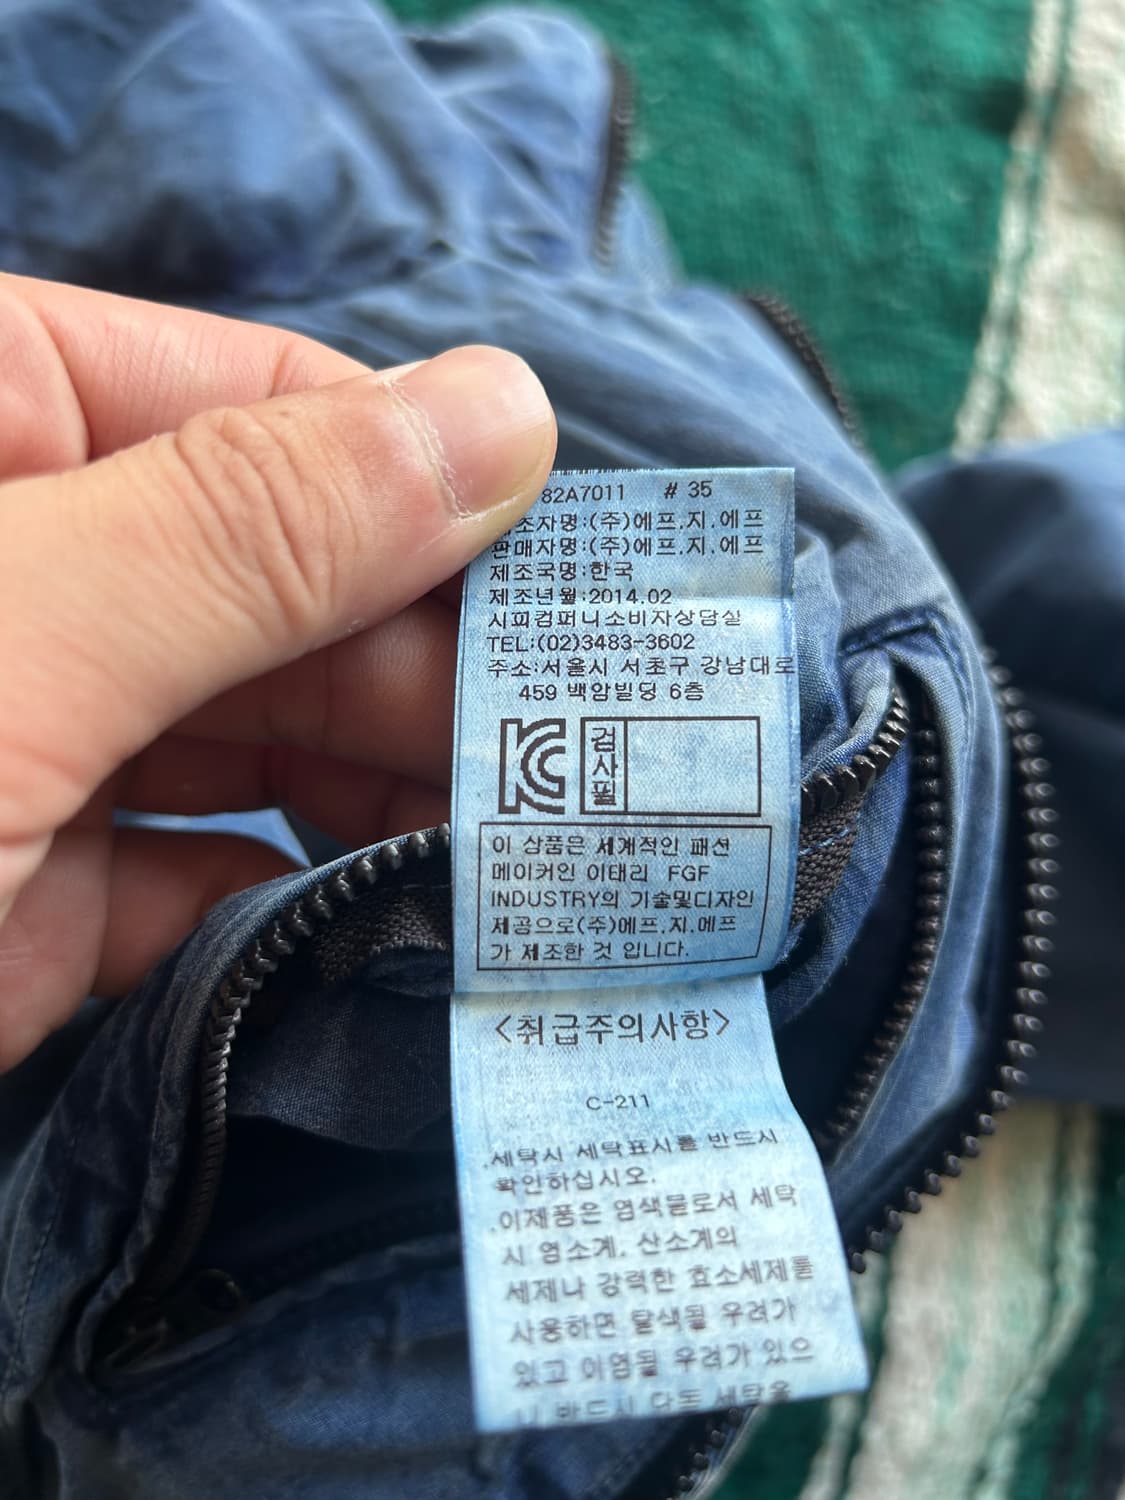 82A7011 # 35
조자명:(주)에프.지.에프
판매자명:(주)에프.지.에프
제조국명:한국
제조년월:2014.02
시피컴퍼니소비자상담실
TEL:(02)3483-3602
주소:서울시 서초구 강남대로
459 백암빌딩 6층
KC
검사필
이 상품은 세계적인 패션
메이커인 이태리 FGF
INDUSTRY의 기술및디자인
제공으로(주)에프.지.에프
가 제조한 것 입니다.
<취급주의사항>
C-211
.세탁시 세탁표시를 반드시
확인하십시오.
.이제품은 염색물로서 세탁
시 염소계. 산소계의
세제나 강력한 효소세제를
사용하면 탈색될 우려가
있고 이염될 우려가 있으
니 반드시 단독 세탁을